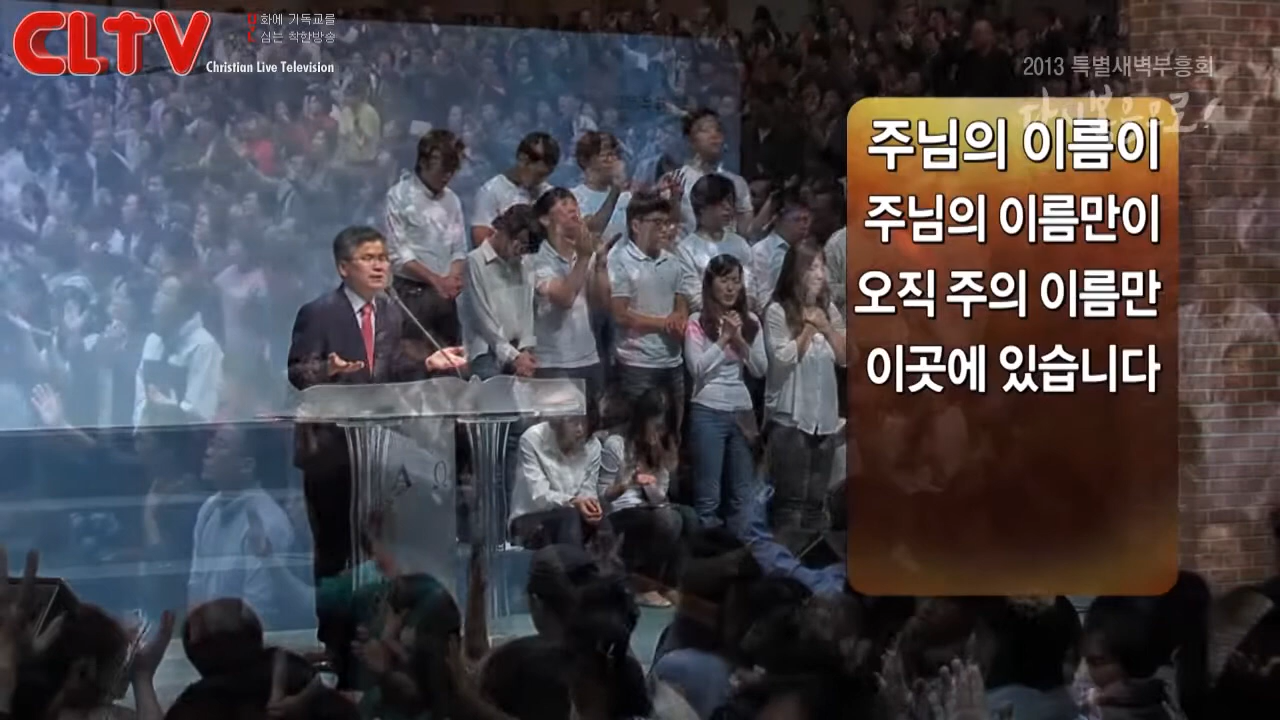 CLTV
문화에 기독교를
심는 착한방송
Christian Live Television
2013 특별새벽부흥회
주님의 이름이
주님의 이름만이
오직 주의 이름만
이곳에 있습니다
A Ω